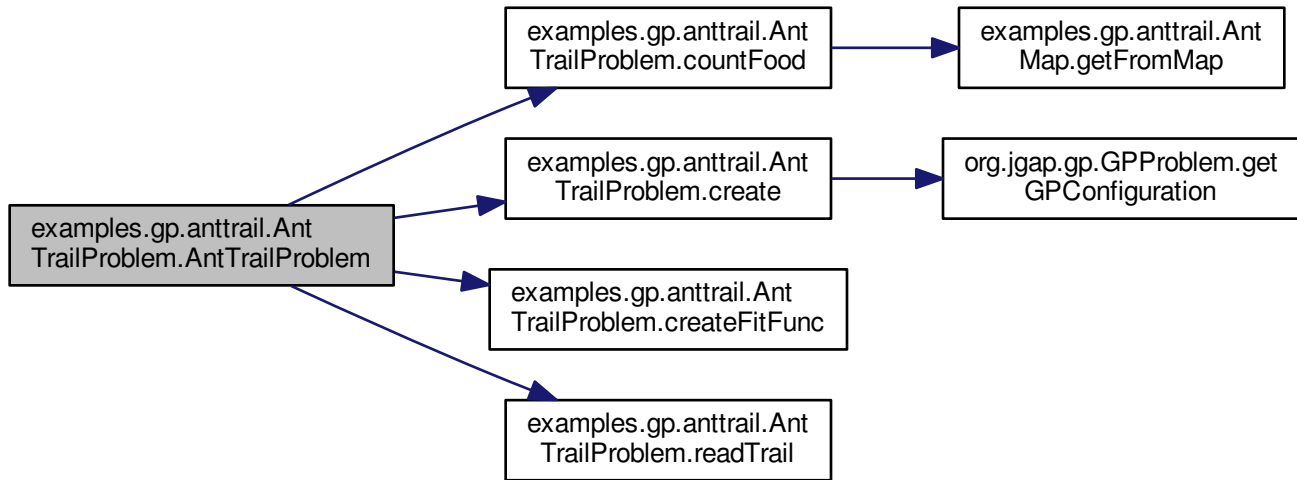 examples.gp.anttrail.Ant
TrailProblem.AntTrailProblem
examples.gp.anttrail.Ant
TrailProblem.countFood
examples.gp.anttrail.Ant
Map.getFromMap
examples.gp.anttrail.Ant
TrailProblem.create
org.jgap.gp.GPProblem.get
GPConfiguration
examples.gp.anttrail.Ant
TrailProblem.createFitFunc
examples.gp.anttrail.Ant
TrailProblem.readTrail